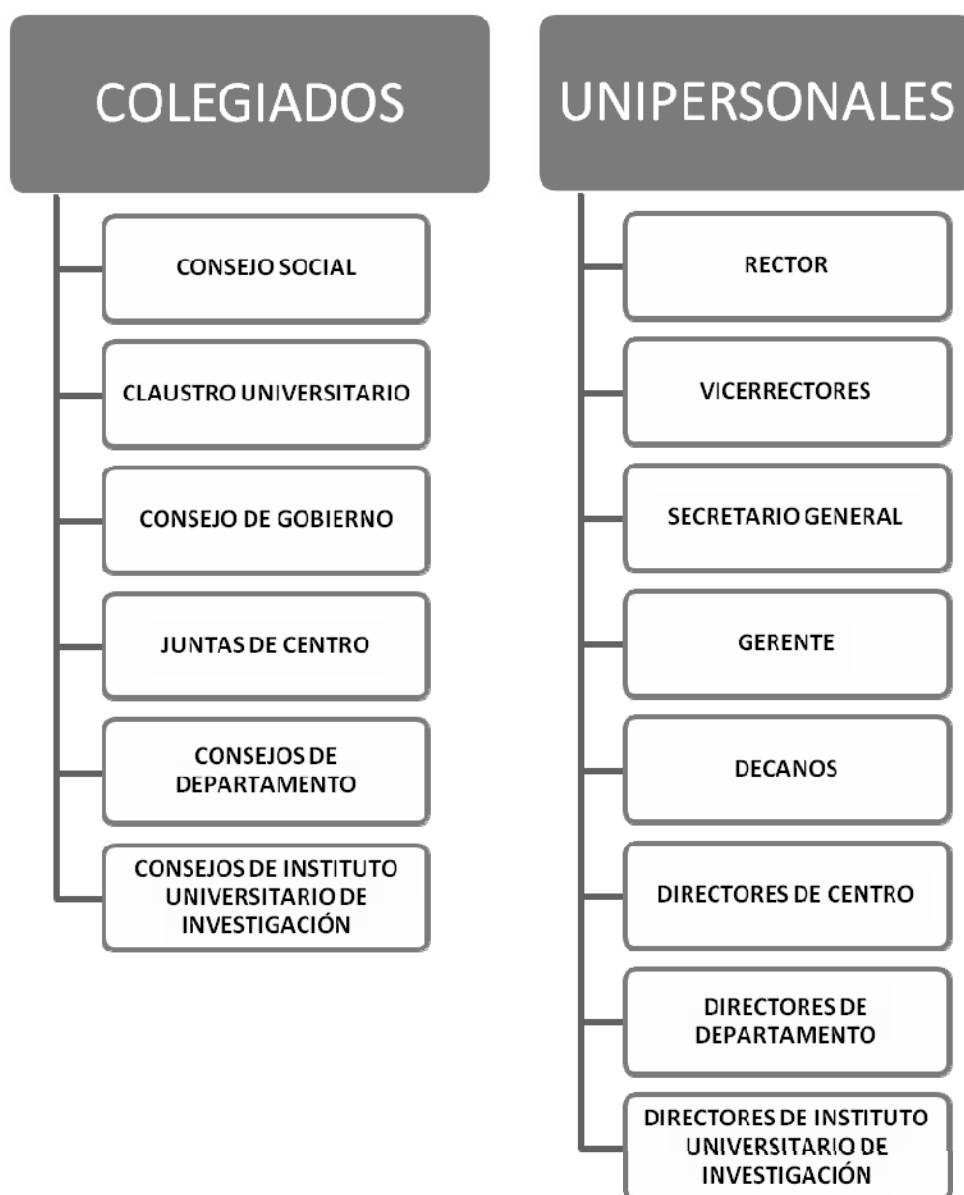 COLEGIADOS
CONSEJO SOCIAL
CLAUSTRO UNIVERSITARIO
CONSEJO DE GOBIERNO
JUNTAS DE CENTRO
CONSEJOS DE
DEPARTAMENTO
CONSEJOS DE INSTITUTO
UNIVERSITARIO DE
INVESTIGACIÓN
UNIPERSONALES
RECTOR
VICERRECTORES
SECRETARIO GENERAL
GERENTE
DECANOS
DIRECTORES DE CENTRO
DIRECTORES DE
DEPARTAMENTO
DIRECTORES DE INSTITUTO
UNIVERSITARIO DE
INVESTIGACIÓN